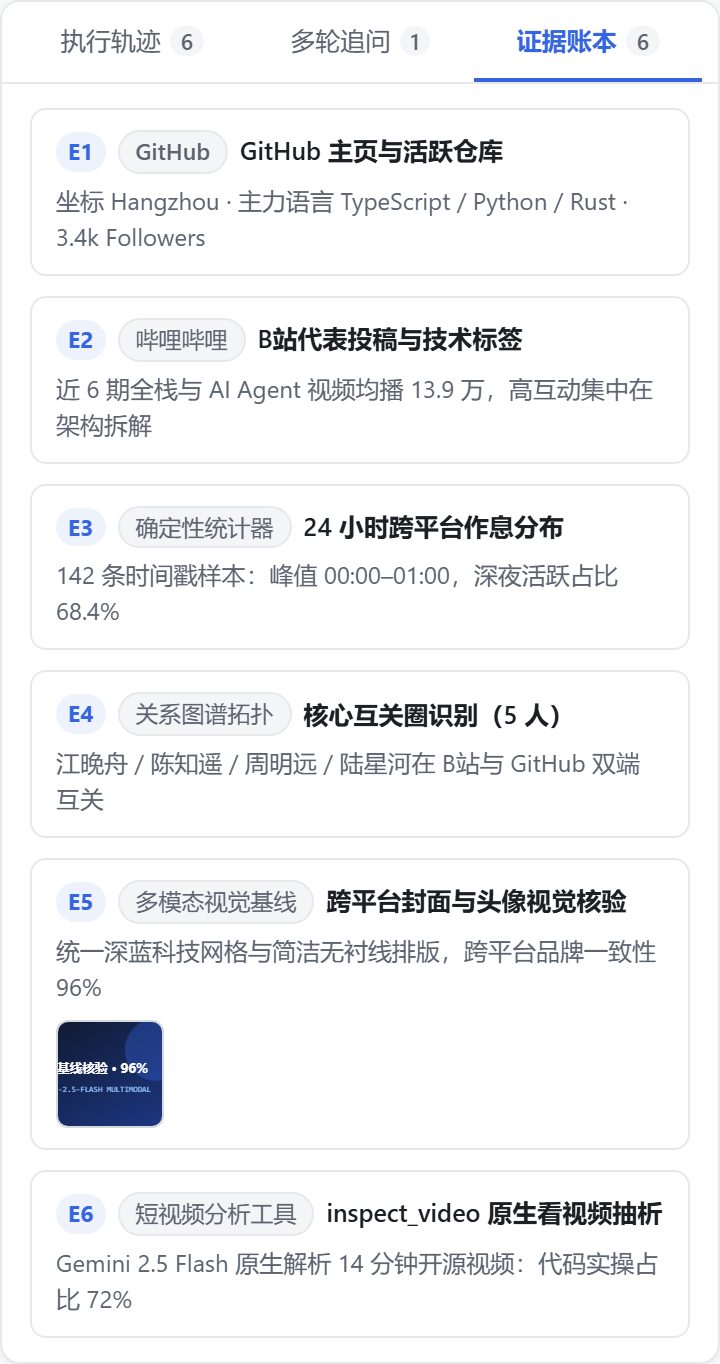 执行轨迹 6 多轮追问 1 证据账本 6
E1 GitHub GitHub 主页与活跃仓库
坐标 Hangzhou · 主力语言 TypeScript / Python / Rust ·
3.4k Followers
E2 哔哩哔哩 B站代表投稿与技术标签
近 6 期全栈与 AI Agent 视频均播 13.9 万，高互动集中在
架构拆解
E3 确定性统计器 24 小时跨平台作息分布
142 条时间戳样本：峰值 00:00–01:00，深夜活跃占比
68.4%
E4 关系图谱拓扑 核心互关圈识别（5 人）
江晚舟 / 陈知遥 / 周明远 / 陆星河在 B站与 GitHub 双端
互关
E5 多模态视觉基线 跨平台封面与头像视觉核验
统一深蓝科技网格与简洁无衬线排版，跨平台品牌一致性
96%
基线核验 • 96%
-2.5-FLASH MULTIMODAL
E6 短视频分析工具 inspect_video 原生看视频抽析
Gemini 2.5 Flash 原生解析 14 分钟开源视频：代码实操占
比 72%